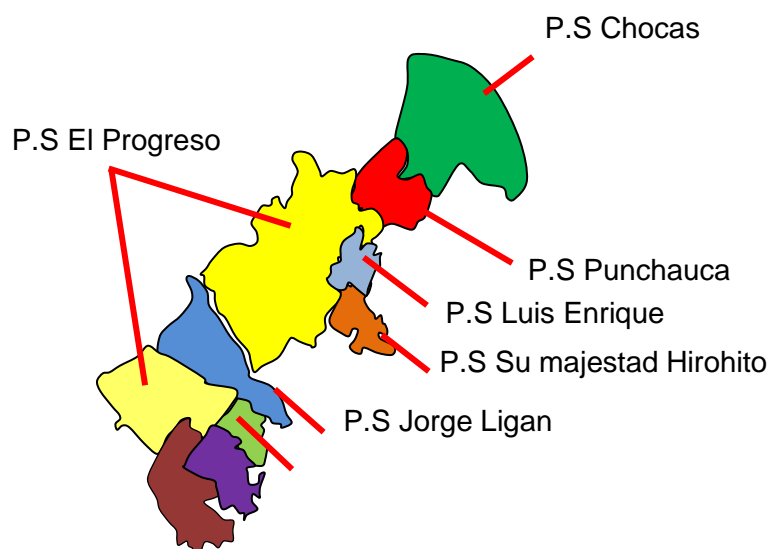 P.S Chocas
P.S El Progreso
P.S Punchauca
P.S Luis Enrique
P.S Su majestad Hirohito
P.S Jorge Ligan